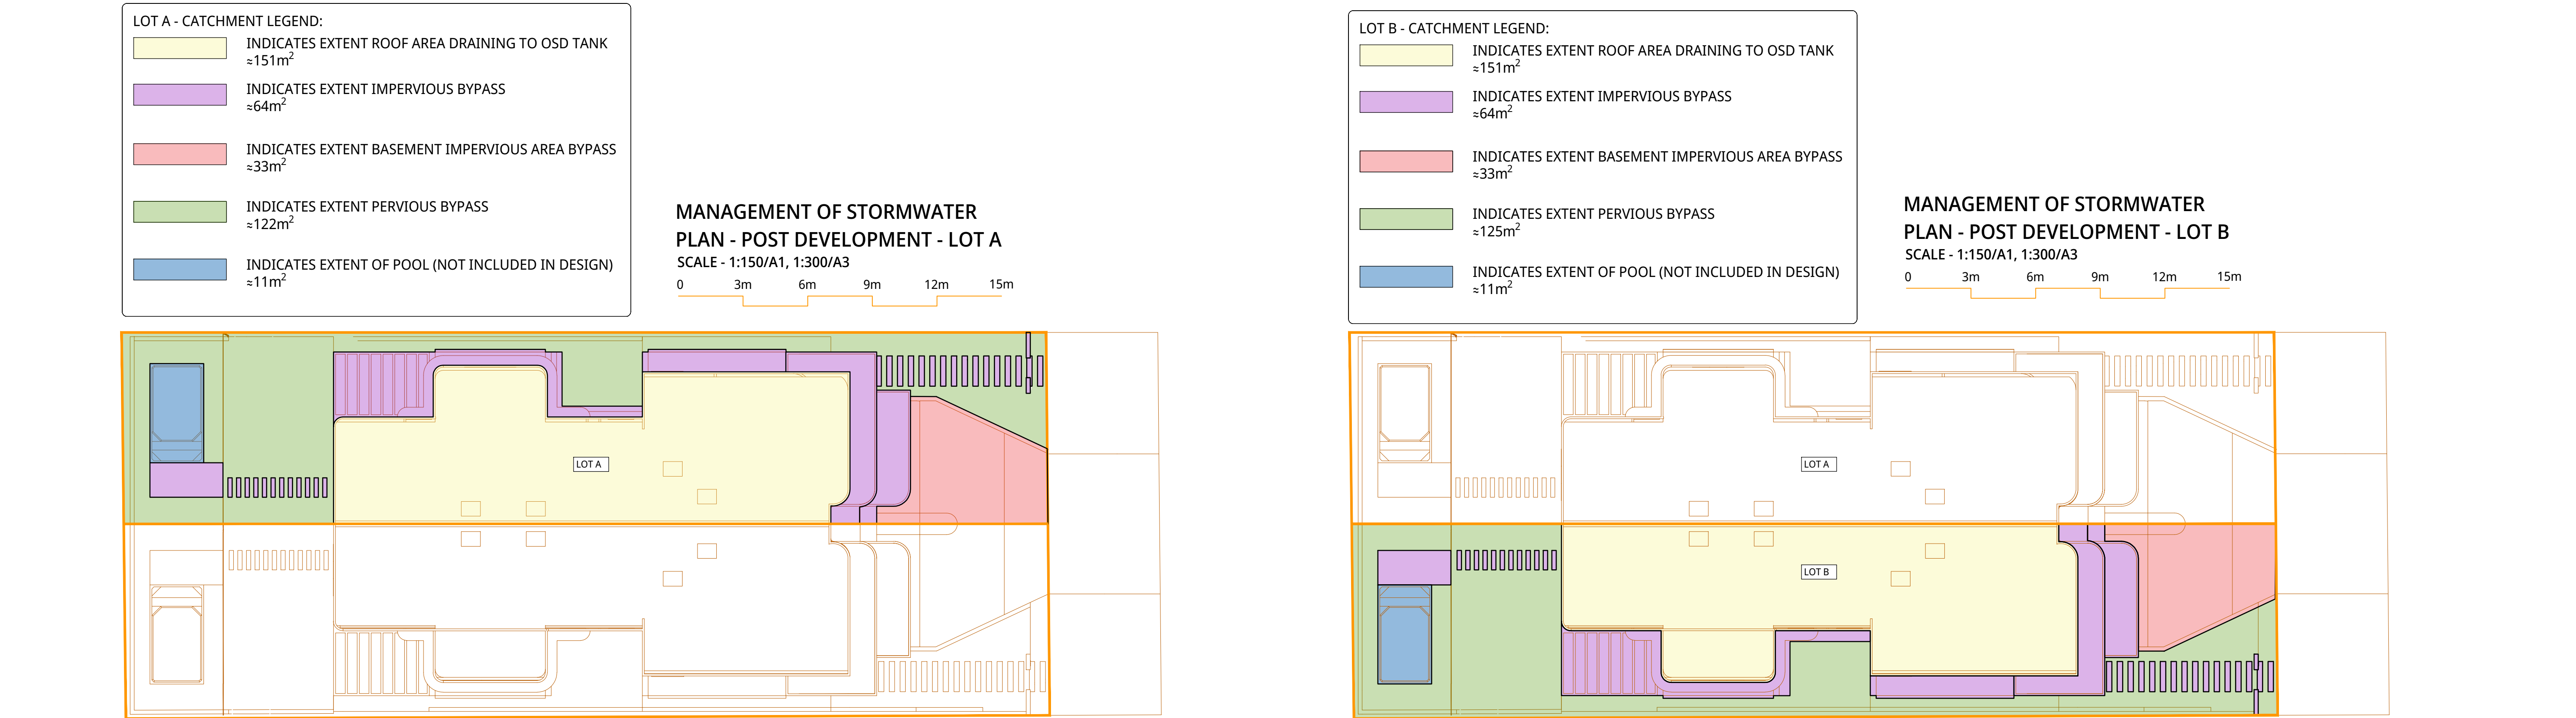 LOT A - CATCHMENT LEGEND:
INDICATES EXTENT ROOF AREA DRAINING TO OSD TANK
≈151m²
INDICATES EXTENT IMPERVIOUS BYPASS
≈64m²
INDICATES EXTENT BASEMENT IMPERVIOUS AREA BYPASS
≈33m²
INDICATES EXTENT PERVIOUS BYPASS
≈122m²
INDICATES EXTENT OF POOL (NOT INCLUDED IN DESIGN)
≈11m²
MANAGEMENT OF STORMWATER
PLAN - POST DEVELOPMENT - LOT A
SCALE - 1:150/A1, 1:300/A3
0 3m 6m 9m 12m 15m
LOT A
LOT B - CATCHMENT LEGEND:
INDICATES EXTENT ROOF AREA DRAINING TO OSD TANK
≈151m²
INDICATES EXTENT IMPERVIOUS BYPASS
≈64m²
INDICATES EXTENT BASEMENT IMPERVIOUS AREA BYPASS
≈33m²
INDICATES EXTENT PERVIOUS BYPASS
≈125m²
INDICATES EXTENT OF POOL (NOT INCLUDED IN DESIGN)
≈11m²
MANAGEMENT OF STORMWATER
PLAN - POST DEVELOPMENT - LOT B
SCALE - 1:150/A1, 1:300/A3
0 3m 6m 9m 12m 15m
LOT A
LOT B